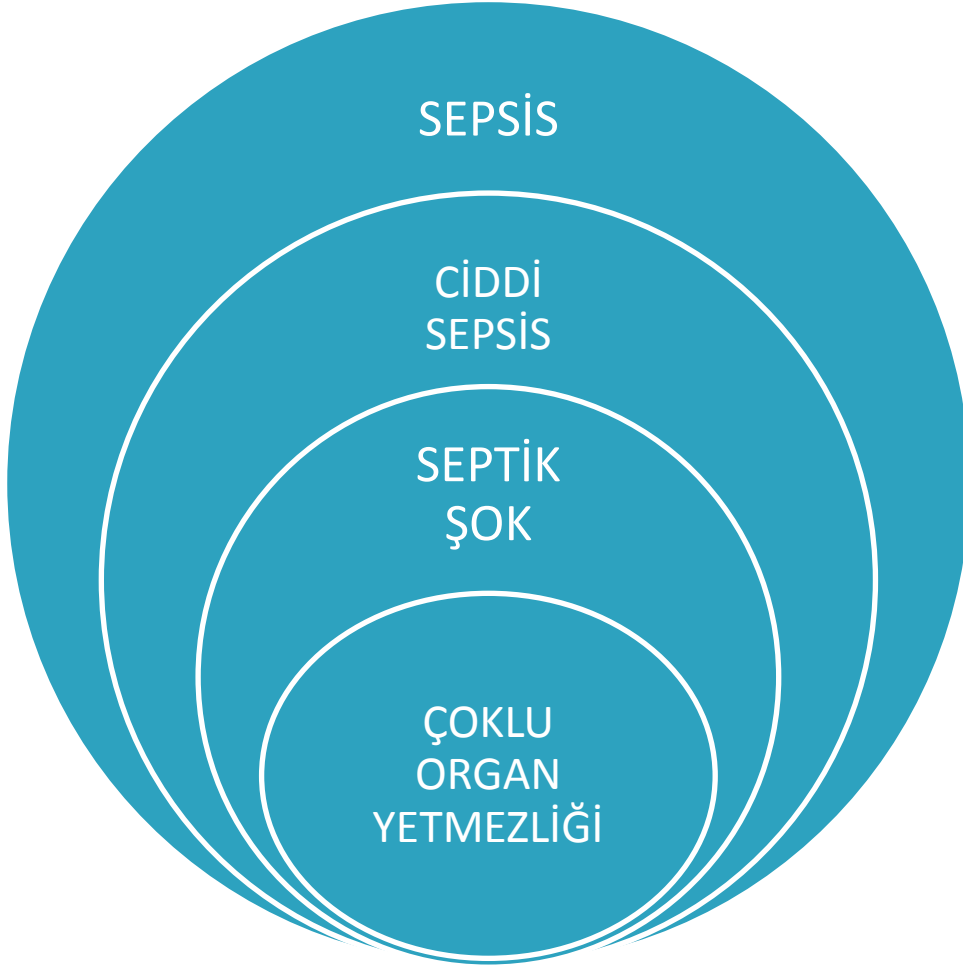 SEPSİS
CİDDİ
SEPSİS
SEPTİK
ŞOK
ÇOKLU
ORGAN
YETMEZLİĞİ